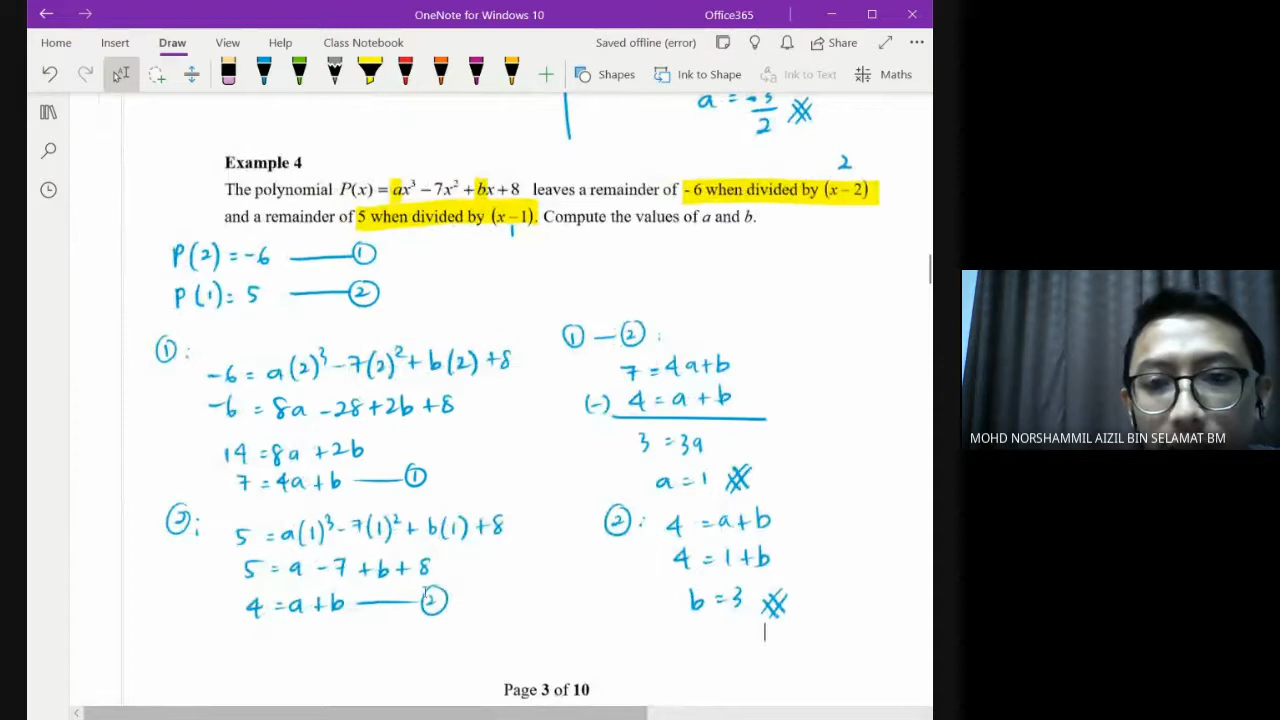 OneNote for Windows 10
Office365
Home Insert Draw View Help Class Notebook
Saved offline (error)
Share
Shapes
Ink to Shape
Ink to Text
Maths
a = -5/2
Example 4
2
The polynomial P(x) = ax³ − 7x² + bx + 8 leaves a remainder of - 6 when divided by (x − 2)
and a remainder of 5 when divided by (x − 1). Compute the values of a and b.
1
P(2) = -6 —— ①
P(1) = 5 —— ②
① :
-6 = a(2)³ - 7(2)² + b(2) + 8
-6 = 8a - 28 + 2b + 8
14 = 8a + 2b
7 = 4a + b —— ①
② :
5 = a(1)³ - 7(1)² + b(1) + 8
5 = a - 7 + b + 8
4 = a + b —— ②
① — ② :
7 = 4a + b
(-) 4 = a + b
3 = 3a
a = 1
② : 4 = a + b
4 = 1 + b
b = 3
Page 3 of 10
MOHD NORSHAMMIL AIZIL BIN SELAMAT BM